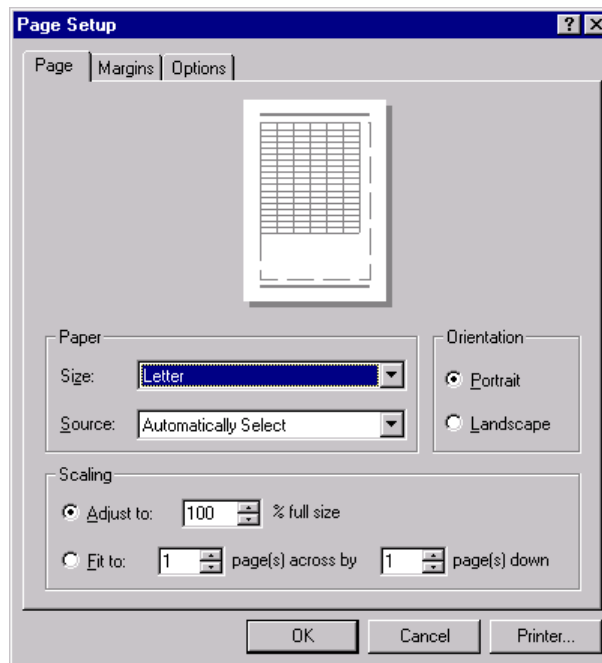 Page Setup
Page Margins Options
Paper
Size: Letter
Source: Automatically Select
Orientation
Portrait
Landscape
Scaling
Adjust to: 100 % full size
Fit to: 1 page(s) across by 1 page(s) down
OK Cancel Printer...